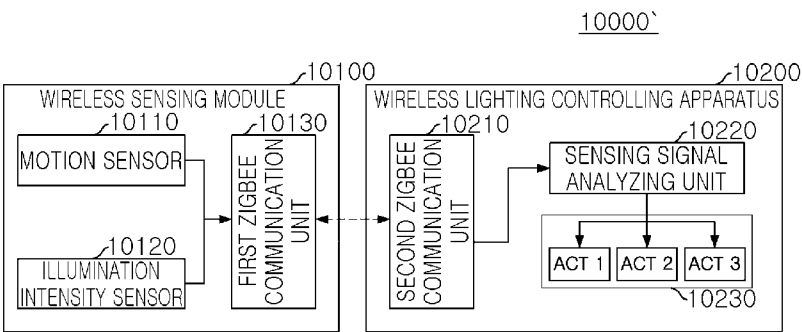 10000`
10100
WIRELESS SENSING MODULE
10110
MOTION SENSOR
10120
ILLUMINATION
INTENSITY SENSOR
10130
FIRST ZIGBEE
COMMUNICATION
UNIT
10200
WIRELESS LIGHTING CONTROLLING APPARATUS
10210
SECOND ZIGBEE
COMMUNICATION
UNIT
10220
SENSING SIGNAL
ANALYZING UNIT
ACT 1
ACT 2
ACT 3
10230